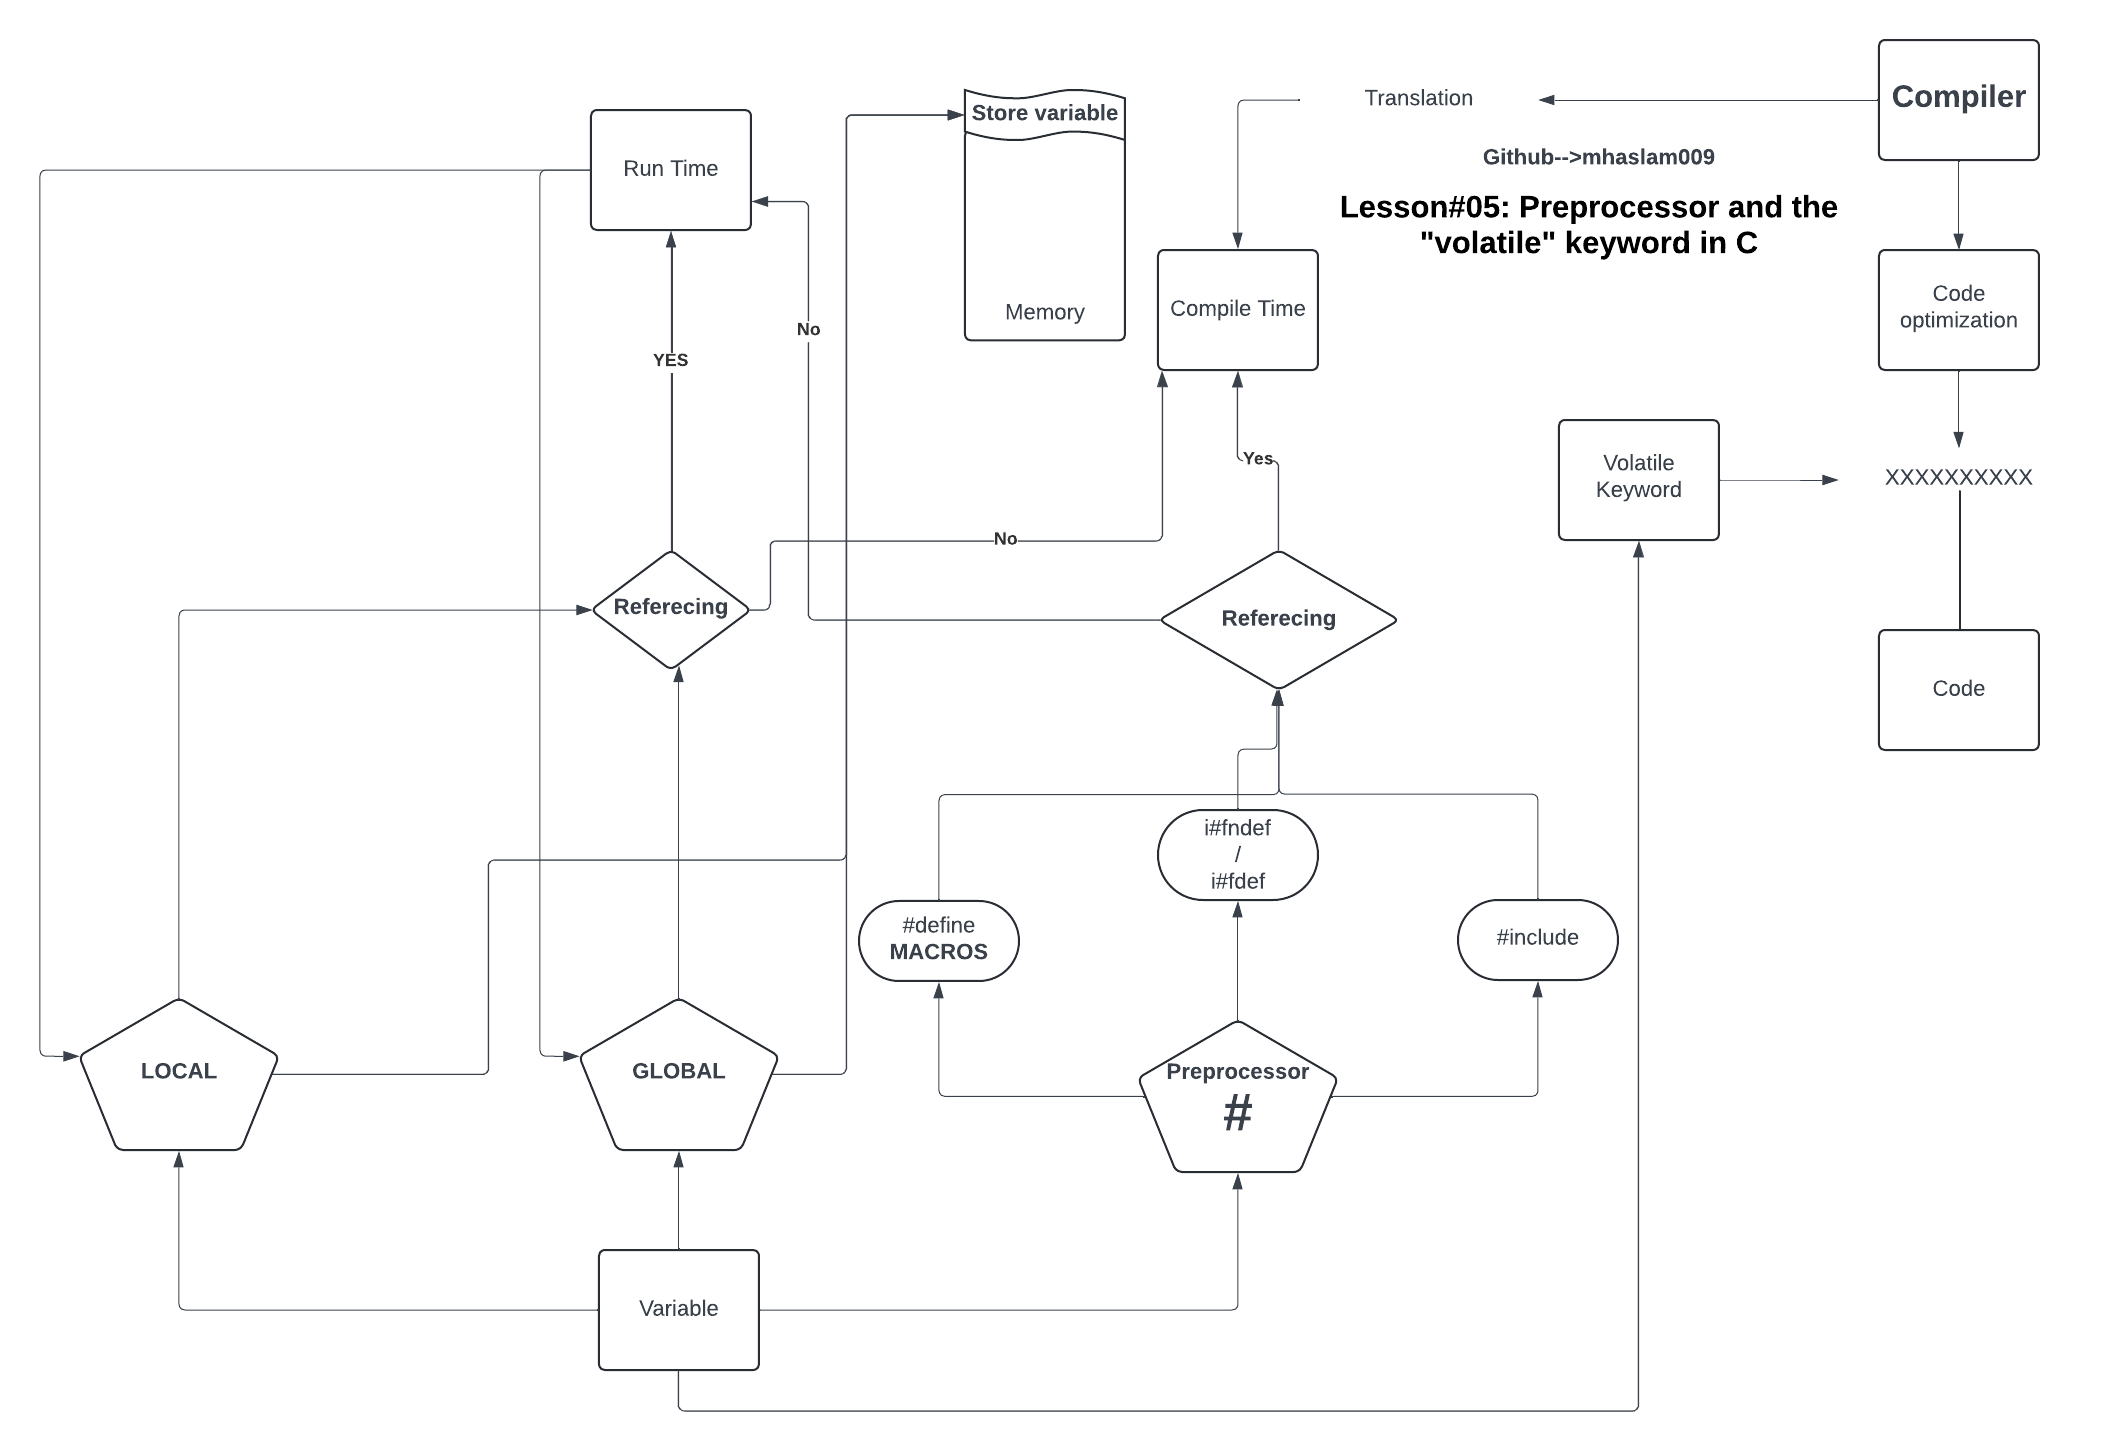 Compiler
Translation
Store variable
Github-->mhaslam009
Run Time
Lesson#05: Preprocessor and the
"volatile" keyword in C
Code
optimization
Memory
Compile Time
No
YES
Yes
Volatile
Keyword
XXXXXXXXXX
No
Referecing
Referecing
Code
i#fndef
/
i#fdef
#define
MACROS
#include
LOCAL
GLOBAL
Preprocessor
#
Variable